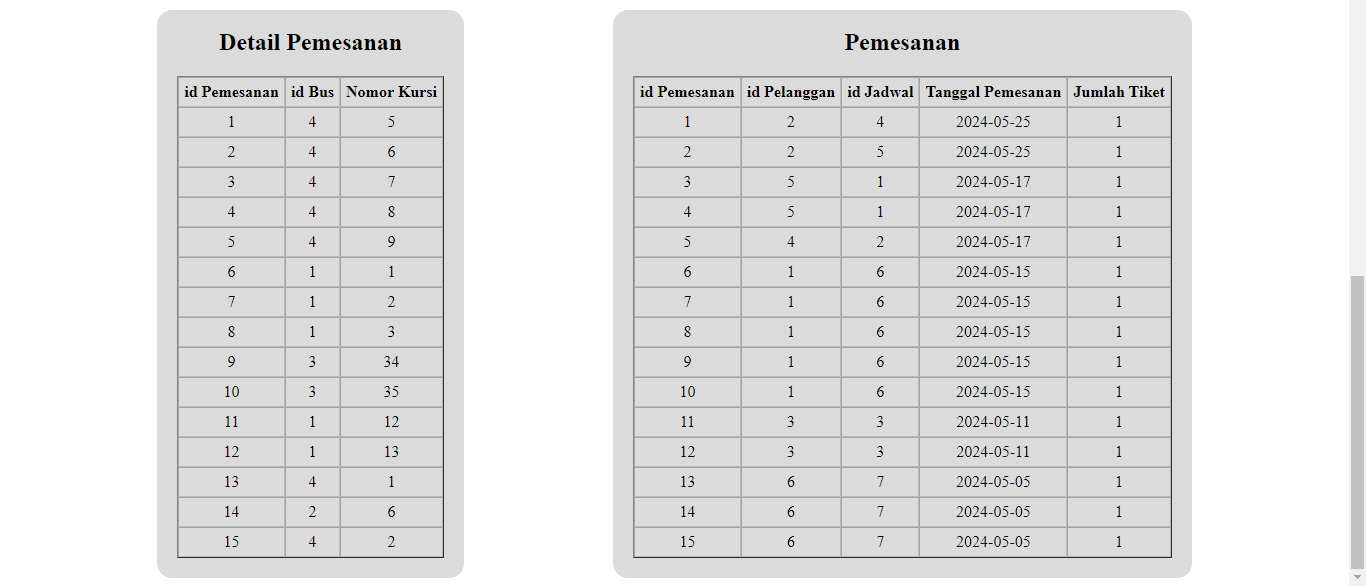 Detail Pemesanan
id Pemesanan id Bus Nomor Kursi
1 4 5
2 4 6
3 4 7
4 4 8
5 4 9
6 1 1
7 1 2
8 1 3
9 3 34
10 3 35
11 1 12
12 1 13
13 4 1
14 2 6
15 4 2
Pemesanan
id Pemesanan id Pelanggan id Jadwal Tanggal Pemesanan Jumlah Tiket
1 2 4 2024-05-25 1
2 2 5 2024-05-25 1
3 5 1 2024-05-17 1
4 5 1 2024-05-17 1
5 4 2 2024-05-17 1
6 1 6 2024-05-15 1
7 1 6 2024-05-15 1
8 1 6 2024-05-15 1
9 1 6 2024-05-15 1
10 1 6 2024-05-15 1
11 3 3 2024-05-11 1
12 3 3 2024-05-11 1
13 6 7 2024-05-05 1
14 6 7 2024-05-05 1
15 6 7 2024-05-05 1